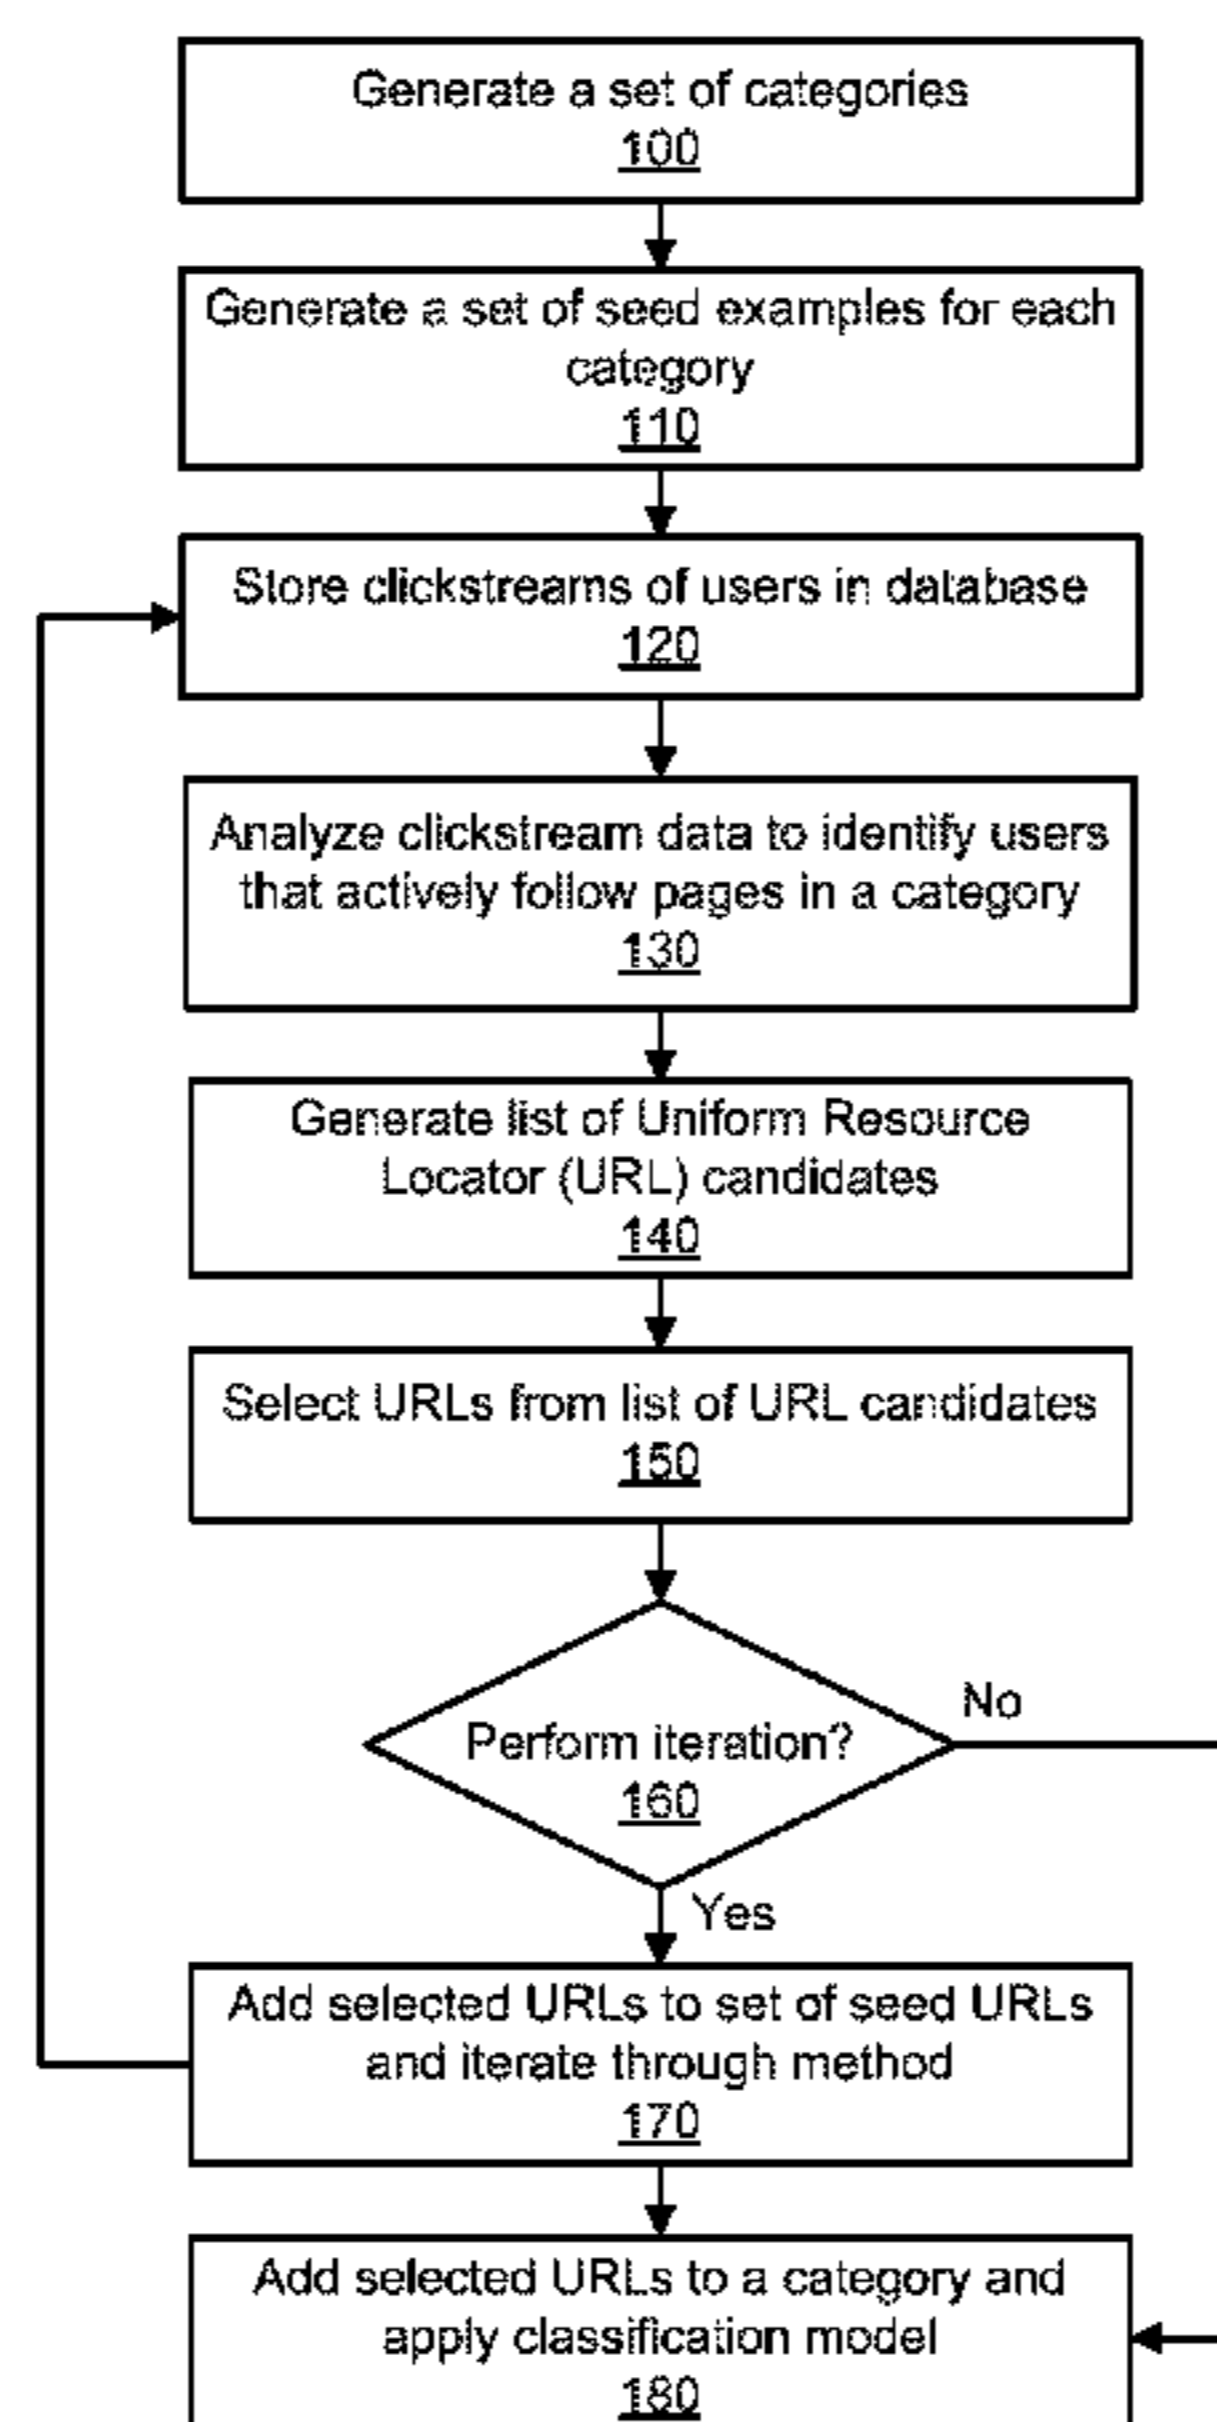 Generate a set of categories
100
Generate a set of seed examples for each
category
110
Store clickstreams of users in database
120
Analyze clickstream data to identify users
that actively follow pages in a category
130
Generate list of Uniform Resource
Locator (URL) candidates
140
Select URLs from list of URL candidates
150
Perform iteration?
160
No
Yes
Add selected URLs to set of seed URLs
and iterate through method
170
Add selected URLs to a category and
apply classification model
180